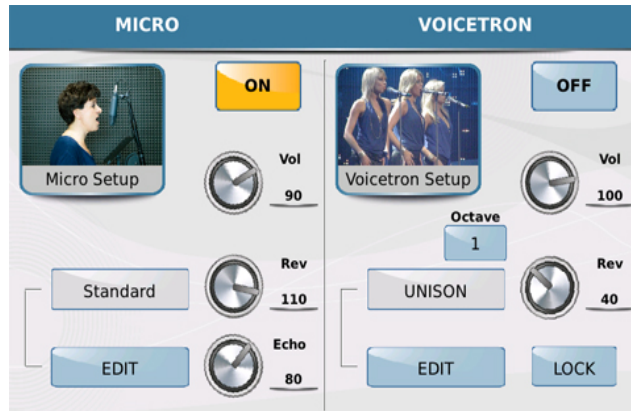 MICRO
ON
Vol
90
Micro Setup
Rev
110
Standard
Echo
80
EDIT
VOICETRON
OFF
Vol
100
Voicetron Setup
Octave
1
Rev
40
UNISON
EDIT
LOCK